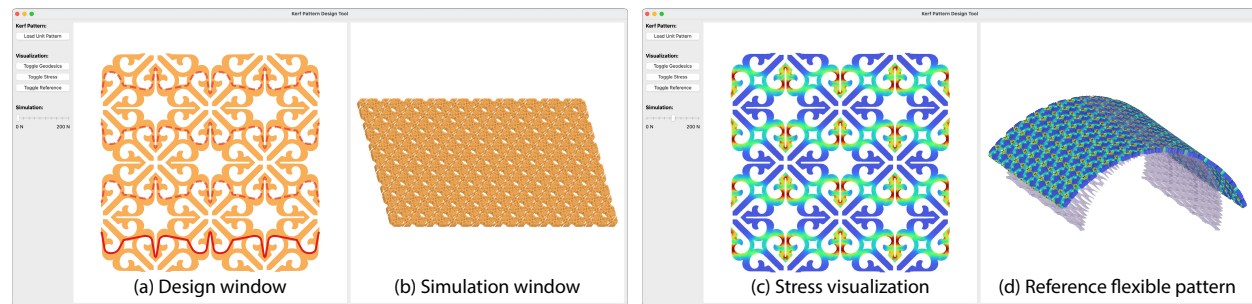 Kerf Pattern Design Tool
Kerf Pattern:
Load Unit Pattern
Visualization:
Toggle Geodesics
Toggle Stress
Toggle Reference
Simulation:
0 N 200 N
(a) Design window
(b) Simulation window
Kerf Pattern Design Tool
Kerf Pattern:
Load Unit Pattern
Visualization:
Toggle Geodesics
Toggle Stress
Toggle Reference
Simulation:
0 N 200 N
(c) Stress visualization
(d) Reference flexible pattern